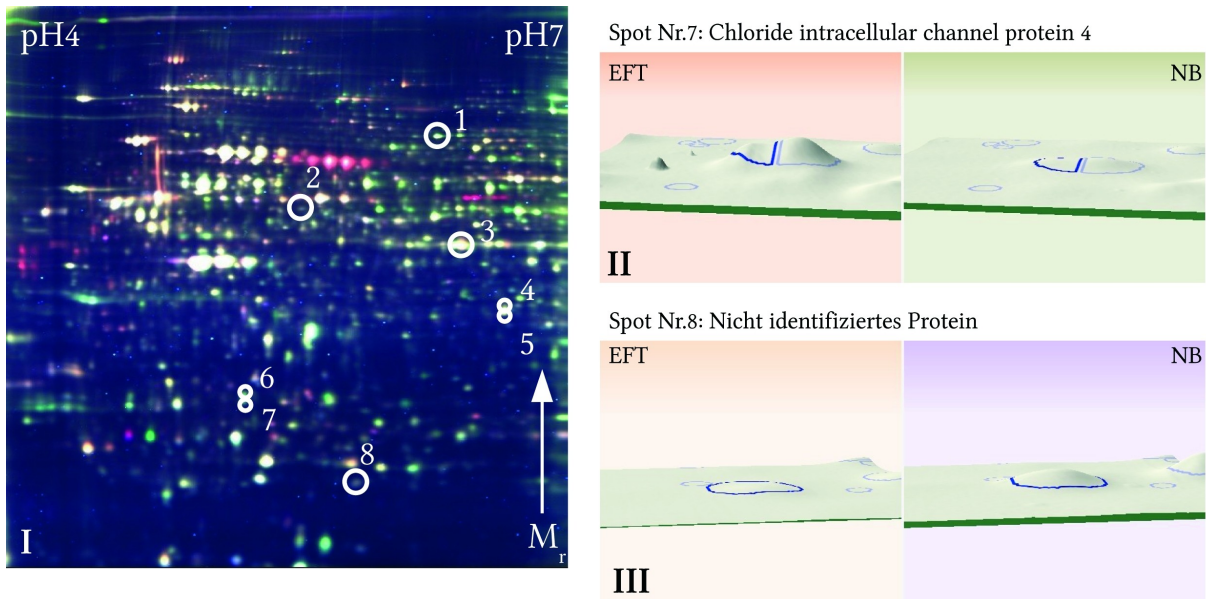 pH4
pH7
1
2
3
4
5
6
7
8
I
Mr
Spot Nr.7: Chloride intracellular channel protein 4
EFT
NB
II
Spot Nr.8: Nicht identifiziertes Protein
EFT
NB
III